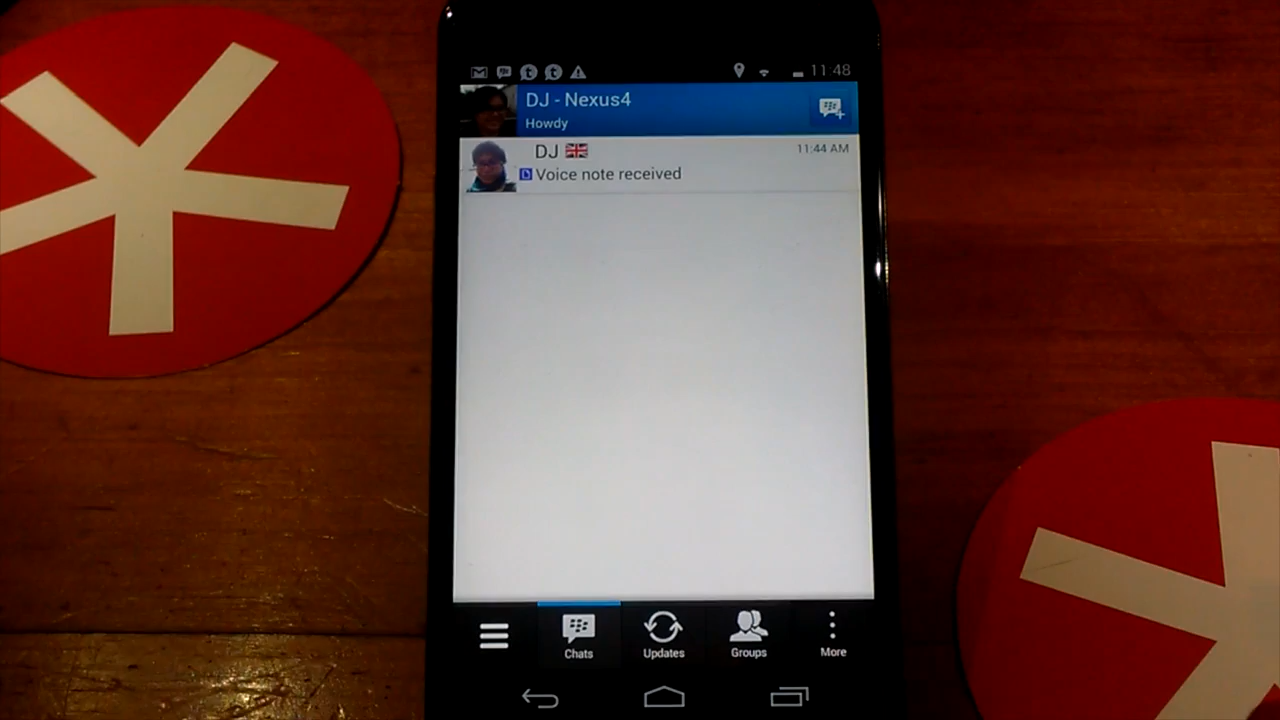 11:48
DJ - Nexus4
Howdy
DJ
11:44 AM
D Voice note received
Chats
Updates
Groups
More